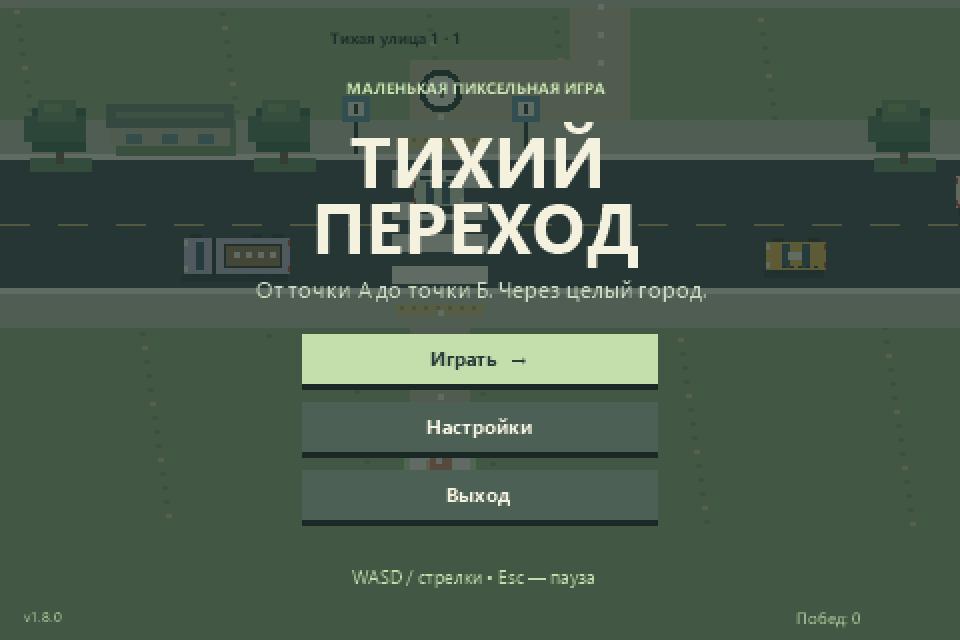 Тихая улица 1 · 1
МАЛЕНЬКАЯ ПИКСЕЛЬНАЯ ИГРА
ТИХИЙ
ПЕРЕХОД
От точки А до точки Б. Через целый город.
Играть →
Настройки
Выход
WASD / стрелки • Esc — пауза
v1.8.0
Побед: 0